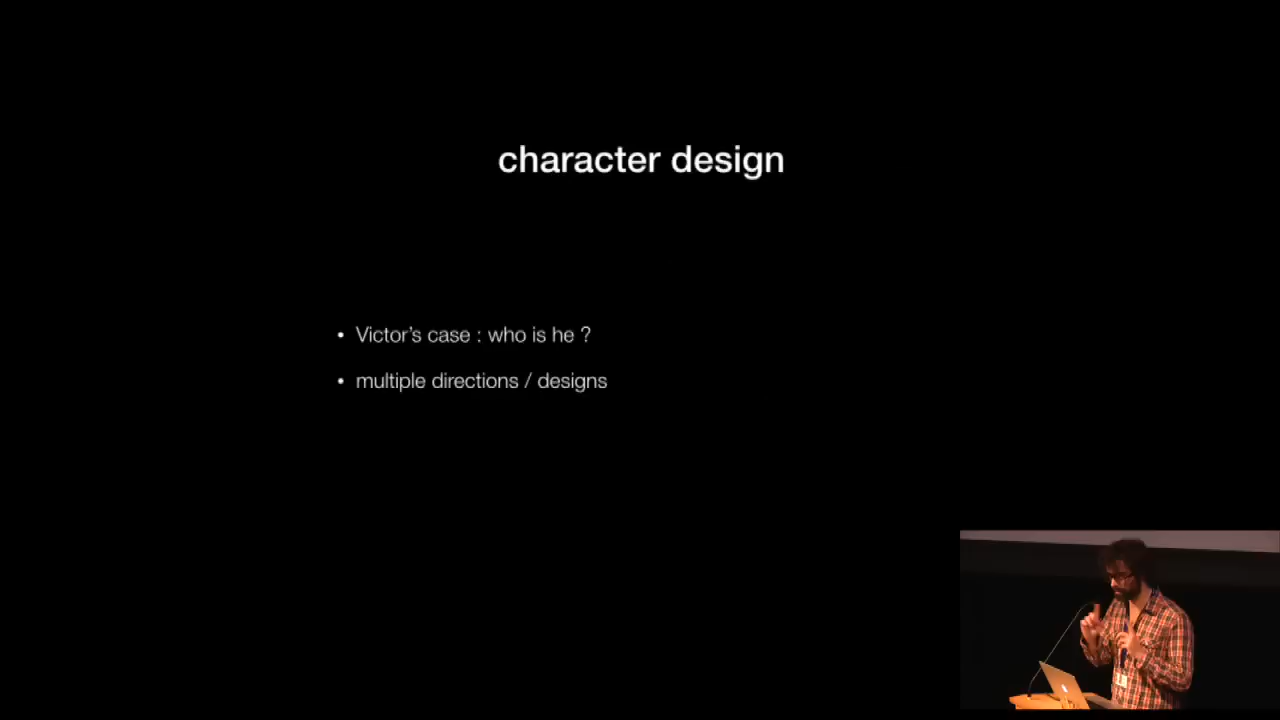 character design
• Victor’s case : who is he ?
• multiple directions / designs